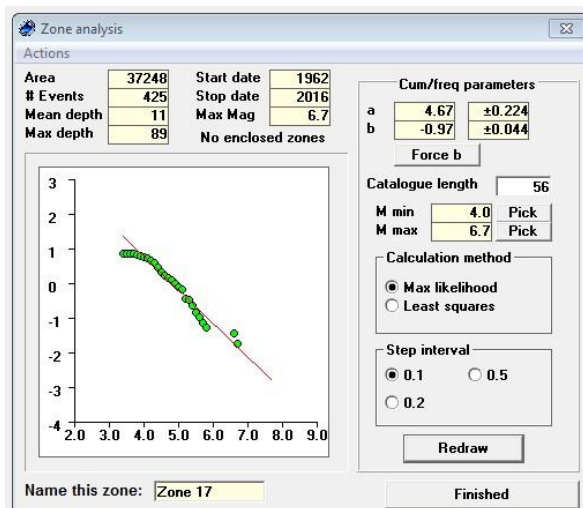 Zone analysis
Actions
Area 37248 Start date 1962
# Events 425 Stop date 2016
Mean depth 11 Max Mag 6.7
Max depth 89 No enclosed zones
Cum/freq parameters
a 4.67 ±0.224
b -0.97 ±0.044
Force b
Catalogue length 56
M min 4.0 Pick
M max 6.7 Pick
Calculation method
Max likelihood
Least squares
Step interval
0.1 0.5
0.2
Redraw
3
2
1
0
-1
-2
-3
-4
2.0 3.0 4.0 5.0 6.0 7.0 8.0 9.0
Name this zone: Zone 17
Finished